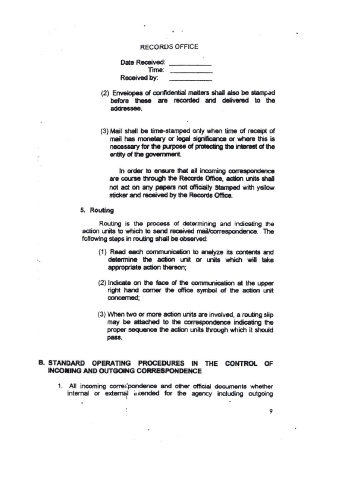 RECORDS OFFICE
Date Received: ____________
Time: ____________
Received by: ____________
(2) Envelopes of confidential matters shall also be stamped
before these are recorded and delivered to the
addressee.
(3) Mail shall be time-stamped only when time of receipt of
mail has monetary or legal significance or where this is
necessary for the purpose of protecting the interest of the
entity of the government.
In order to ensure that all incoming correspondence
are course through the Records Office, action units shall
not act on any papers not officially Stamped with yellow
sticker and received by the Records Office.
5. Routing
Routing is the process of determining and indicating the
action units to which to send received mail/correspondence. The
following steps in routing shall be observed:
(1) Read each communication to analyze its contents and
determine the action unit or units which will take
appropriate action thereon;
(2) Indicate on the face of the communication at the upper
right hand corner the office symbol of the action unit
concerned;
(3) When two or more action units are involved, a routing slip
may be attached to the correspondence indicating the
proper sequence the action units through which it should
pass.
B. STANDARD OPERATING PROCEDURES IN THE CONTROL OF
INCOMING AND OUTGOING CORRESPONDENCE
1. All incoming correspondence and other official documents whether
internal or external intended for the agency including outgoing
9